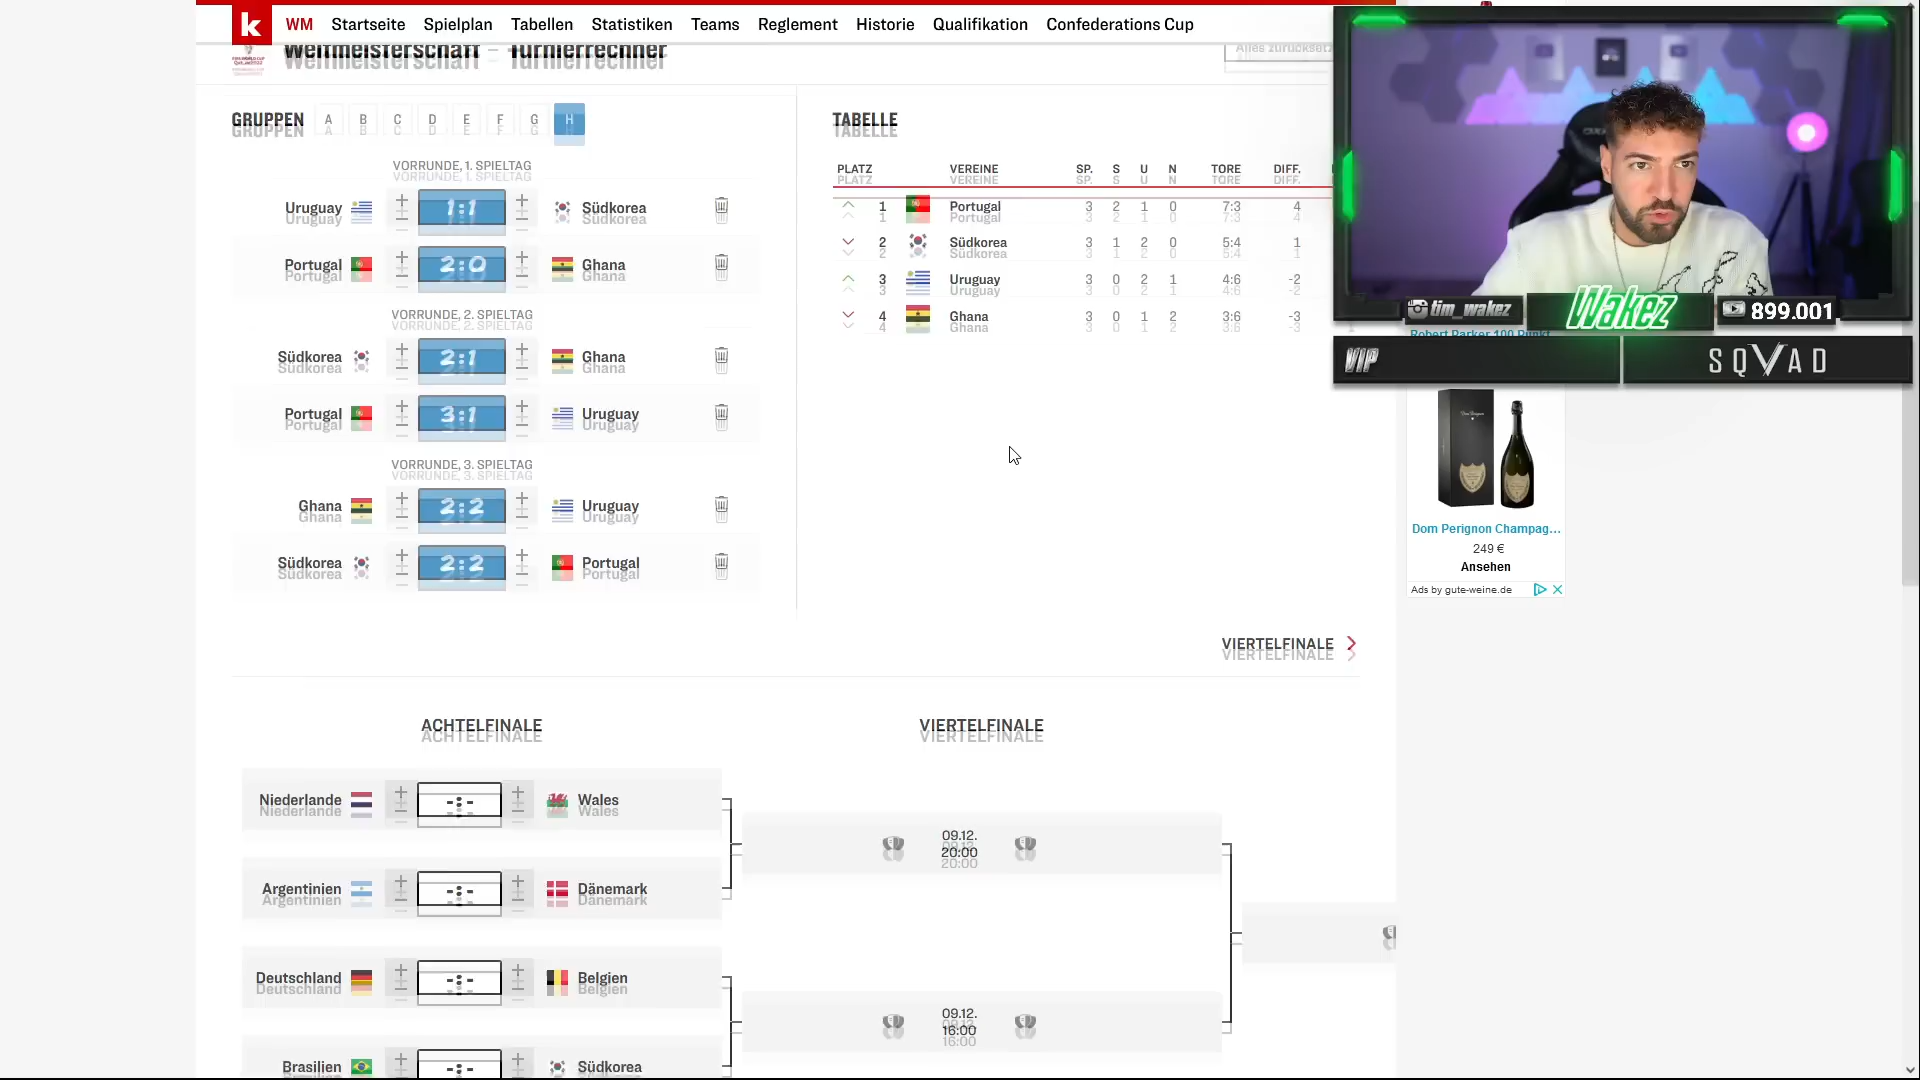 k WM Startseite Spielplan Tabellen Statistiken Teams Reglement Historie Qualifikation Confederations Cup
Weltmeisterschaft – Turnierrechner
Alles zurücksetz
GRUPPEN A B C D E F G H
VORRUNDE, 1. SPIELTAG
Uruguay 1:1 Südkorea
Portugal 2:0 Ghana
VORRUNDE, 2. SPIELTAG
Südkorea 2:1 Ghana
Portugal 3:1 Uruguay
VORRUNDE, 3. SPIELTAG
Ghana 2:2 Uruguay
Südkorea 2:2 Portugal
TABELLE
PLATZ VEREINE SP. S U N TORE DIFF.
1 Portugal 3 2 1 0 7:3 4
2 Südkorea 3 1 2 0 5:4 1
3 Uruguay 3 0 2 1 4:6 -2
4 Ghana 3 0 1 2 3:6 -3
VIERTELFINALE
ACHTELFINALE
VIERTELFINALE
Niederlande -:- Wales
Argentinien -:- Dänemark
Deutschland -:- Belgien
Brasilien -:- Südkorea
09.12.
20:00
09.12.
16:00
tim_wakez
Wakez
899.001
VIP
SQVAD
Robert Parker 100 Punkt
Dom Perignon Champag...
249 €
Ansehen
Ads by gute-weine.de